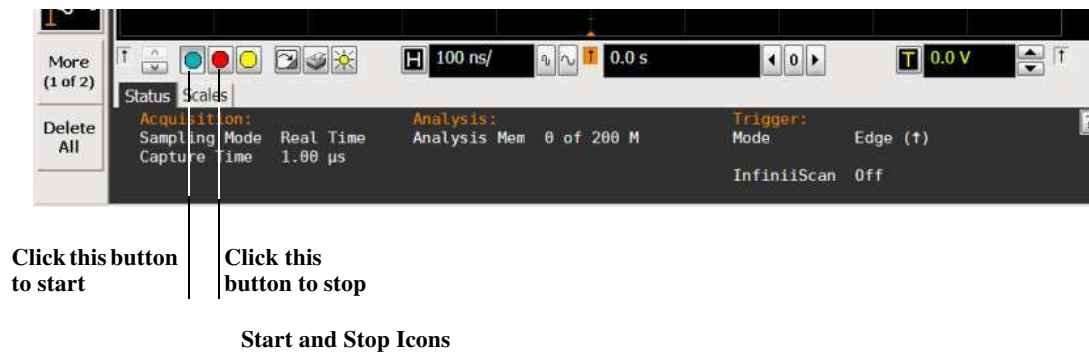 More
(1 of 2)
Delete
All
H 100 ns/ 0.0 s 0 T 0.0 V
Status Scales
Acquisition: Analysis: Trigger:
Sampling Mode Real Time Analysis Mem 0 of 200 M Mode Edge (↑)
Capture Time 1.00 µs
InfiniiScan Off
Click this button
to start
Click this
button to stop
Start and Stop Icons